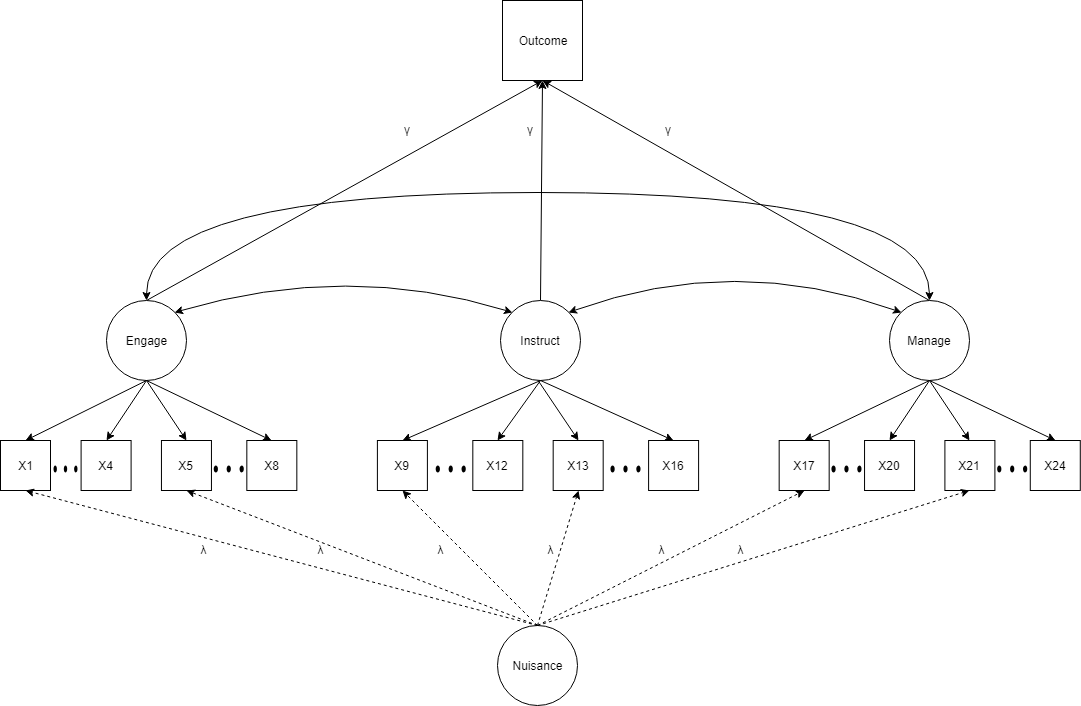 Outcome
γ
γ
γ
Engage
Instruct
Manage
X1
X4
X5
X8
X9
X12
X13
X16
X17
X20
X21
X24
λ
λ
λ
λ
λ
λ
Nuisance